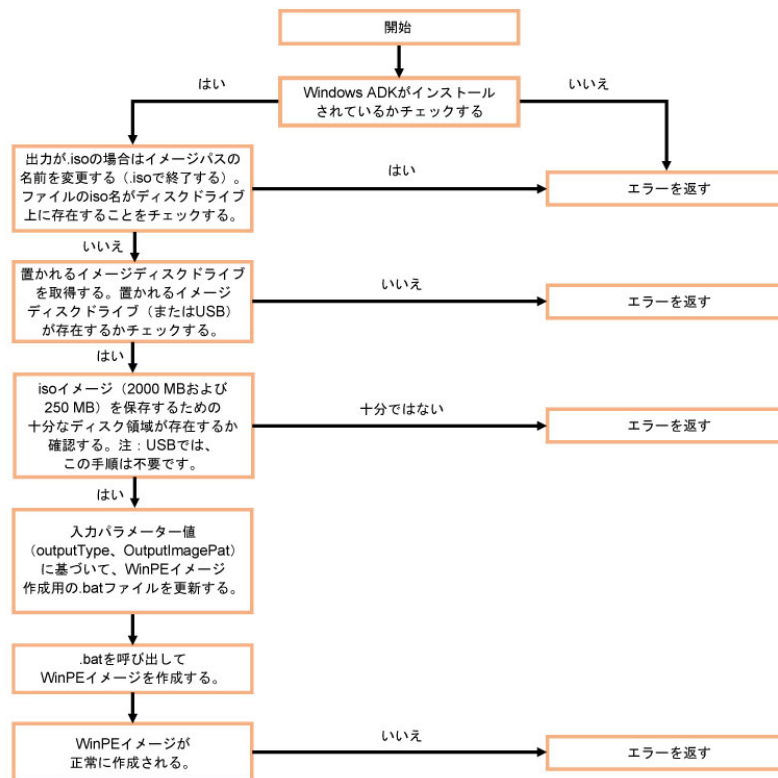 開始
はい
Windows ADKがインストール
されているかチェックする
いいえ
出力が.isoの場合はイメージパスの
名前を変更する（.isoで終了する）。
ファイルのiso名がディスクドライブ
上に存在することをチェックする。
はい
エラーを返す
いいえ
置かれるイメージディスクドライブ
を取得する。置かれるイメージ
ディスクドライブ（またはUSB）
が存在するかチェックする。
いいえ
エラーを返す
はい
isoイメージ（2000 MBおよび
250 MB）を保存するための
十分なディスク領域が存在するか
確認する。注：USBでは、
この手順は不要です。
十分ではない
エラーを返す
はい
入力パラメーター値
（outputType、OutputImagePat）
に基づいて、WinPEイメージ
作成用の.batファイルを更新する。
.batを呼び出して
WinPEイメージを作成する。
WinPEイメージが
正常に作成される。
いいえ
エラーを返す